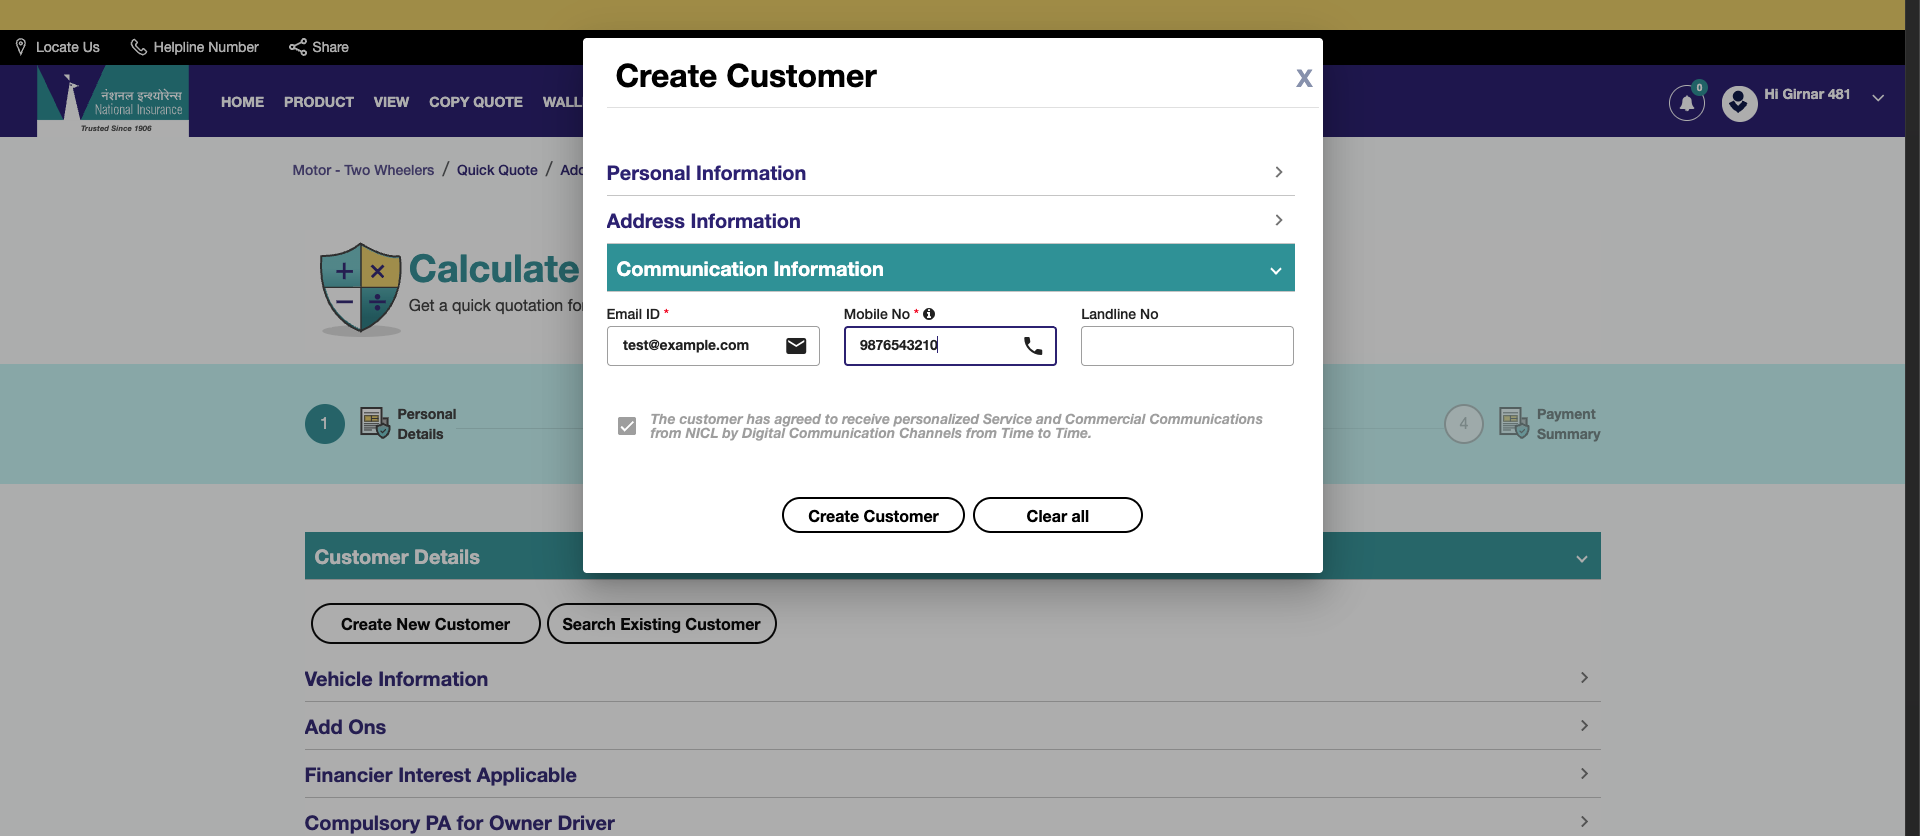 Locate Us
Helpline Number
Share
नेशनल इन्श्योरेन्स
National Insurance
Trusted Since 1906
HOME
PRODUCT
VIEW
COPY QUOTE
WALL
0
Hi Girnar 481
Motor - Two Wheelers / Quick Quote / Add
Calculate
Get a quick quotation for
1
Personal
Details
4
Payment
Summary
Create Customer
X
Personal Information
Address Information
Communication Information
Email ID *
Mobile No *
Landline No
test@example.com
9876543210
The customer has agreed to receive personalized Service and Commercial Communications
from NICL by Digital Communication Channels from Time to Time.
Create Customer
Clear all
Customer Details
Create New Customer
Search Existing Customer
Vehicle Information
Add Ons
Financier Interest Applicable
Compulsory PA for Owner Driver